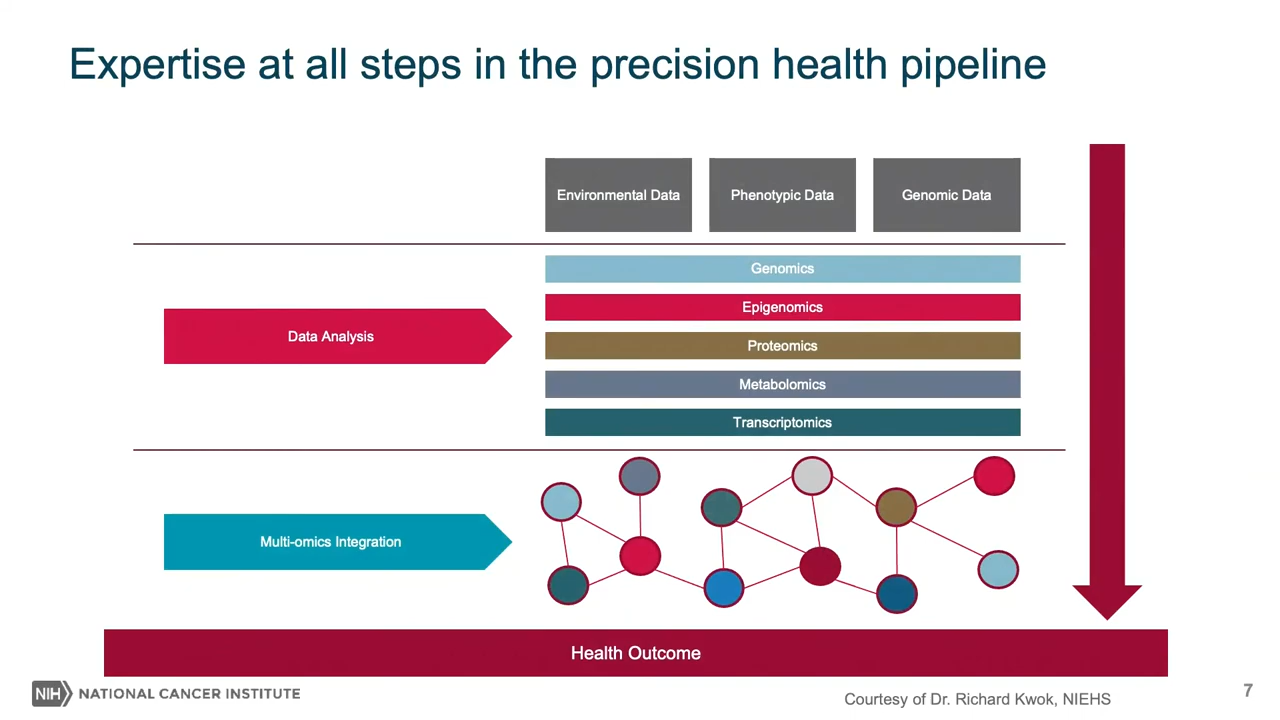 Expertise at all steps in the precision health pipeline
Environmental Data
Phenotypic Data
Genomic Data
Genomics
Epigenomics
Data Analysis
Proteomics
Metabolomics
Transcriptomics
Multi-omics Integration
Health Outcome
NIH NATIONAL CANCER INSTITUTE
Courtesy of Dr. Richard Kwok, NIEHS
7